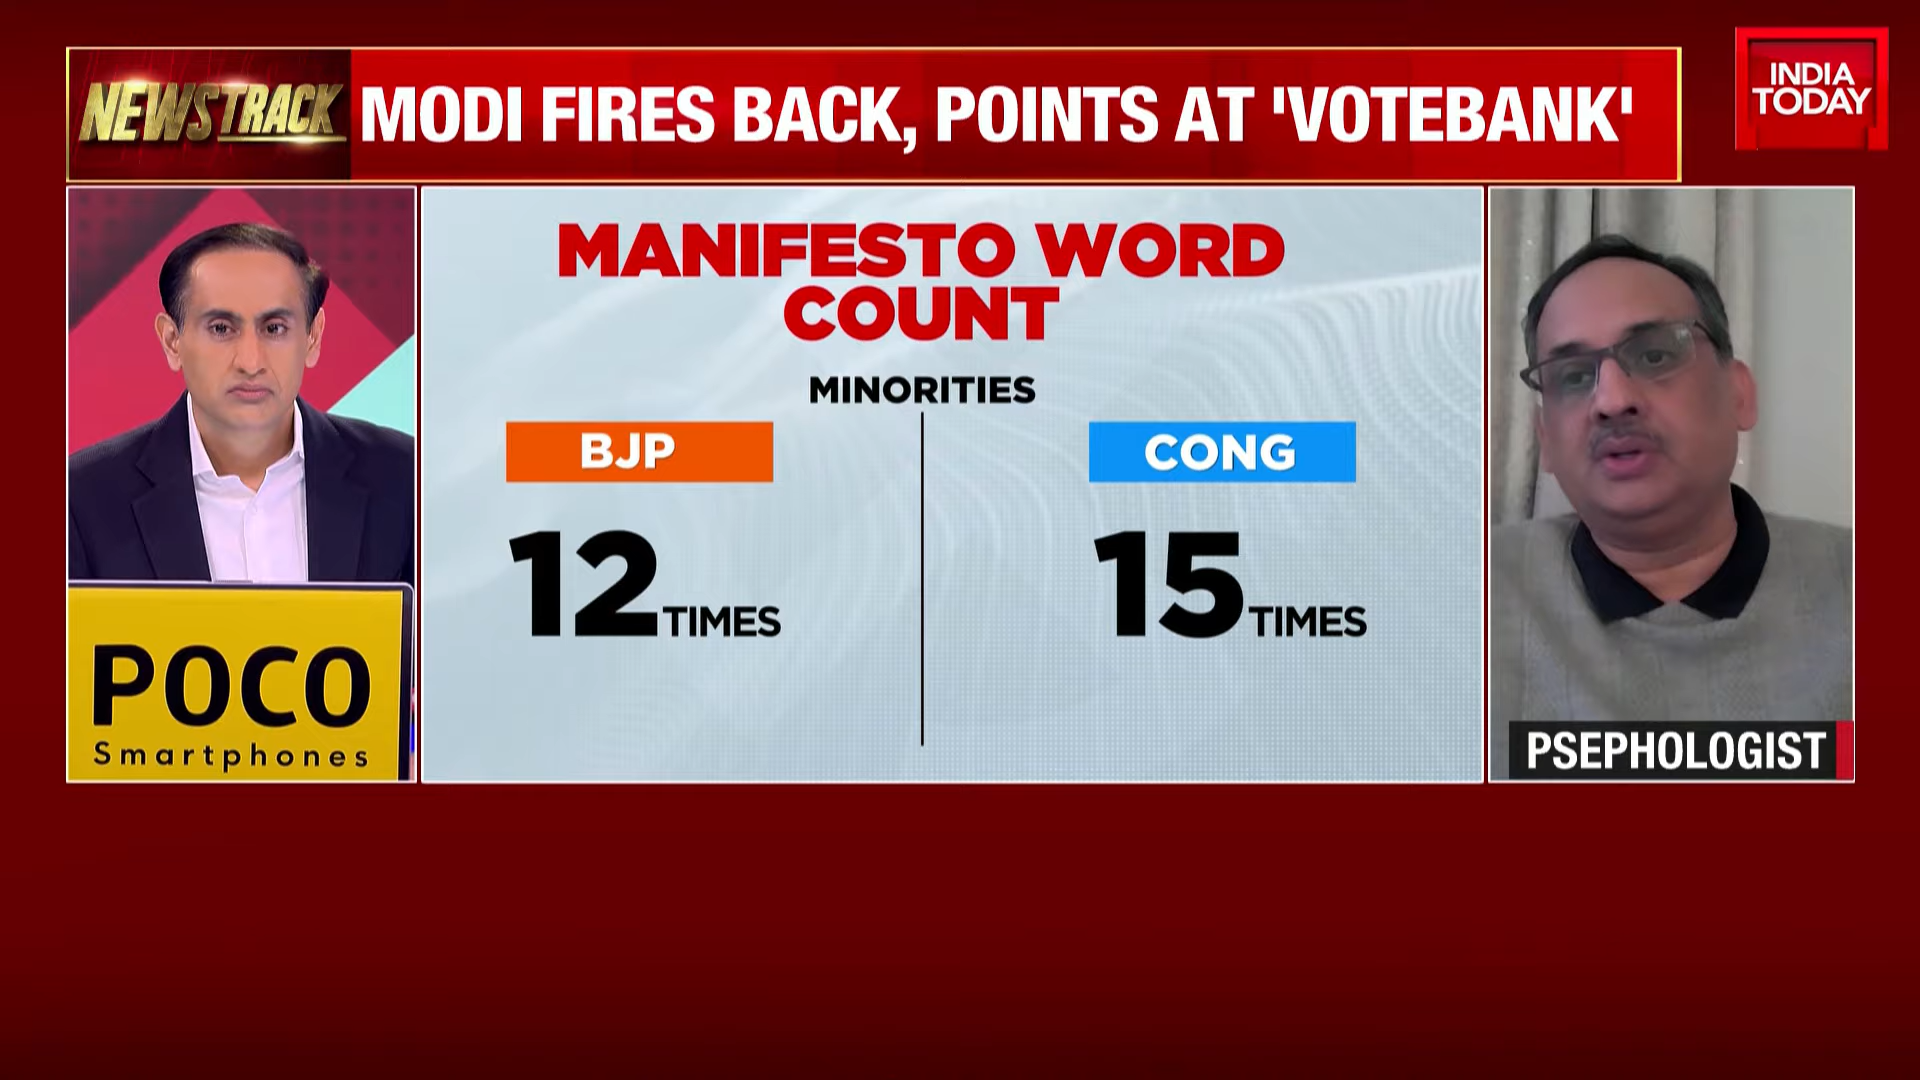 NEWSTRACK
MODI FIRES BACK, POINTS AT 'VOTEBANK'
INDIA
TODAY
MANIFESTO WORD
COUNT
MINORITIES
BJP
CONG
12 TIMES
15 TIMES
POCO
Smartphones
PSEPHOLOGIST